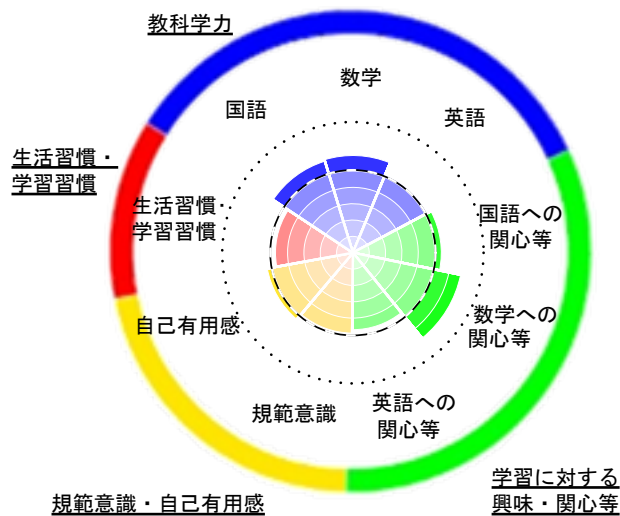 教科学力
数学
国語
英語
生活習慣・
学習習慣
生活習慣・
学習習慣
国語への
関心等
数学への
関心等
自己有用感
英語への
関心等
規範意識
学習に対する
興味・関心等
規範意識・自己有用感